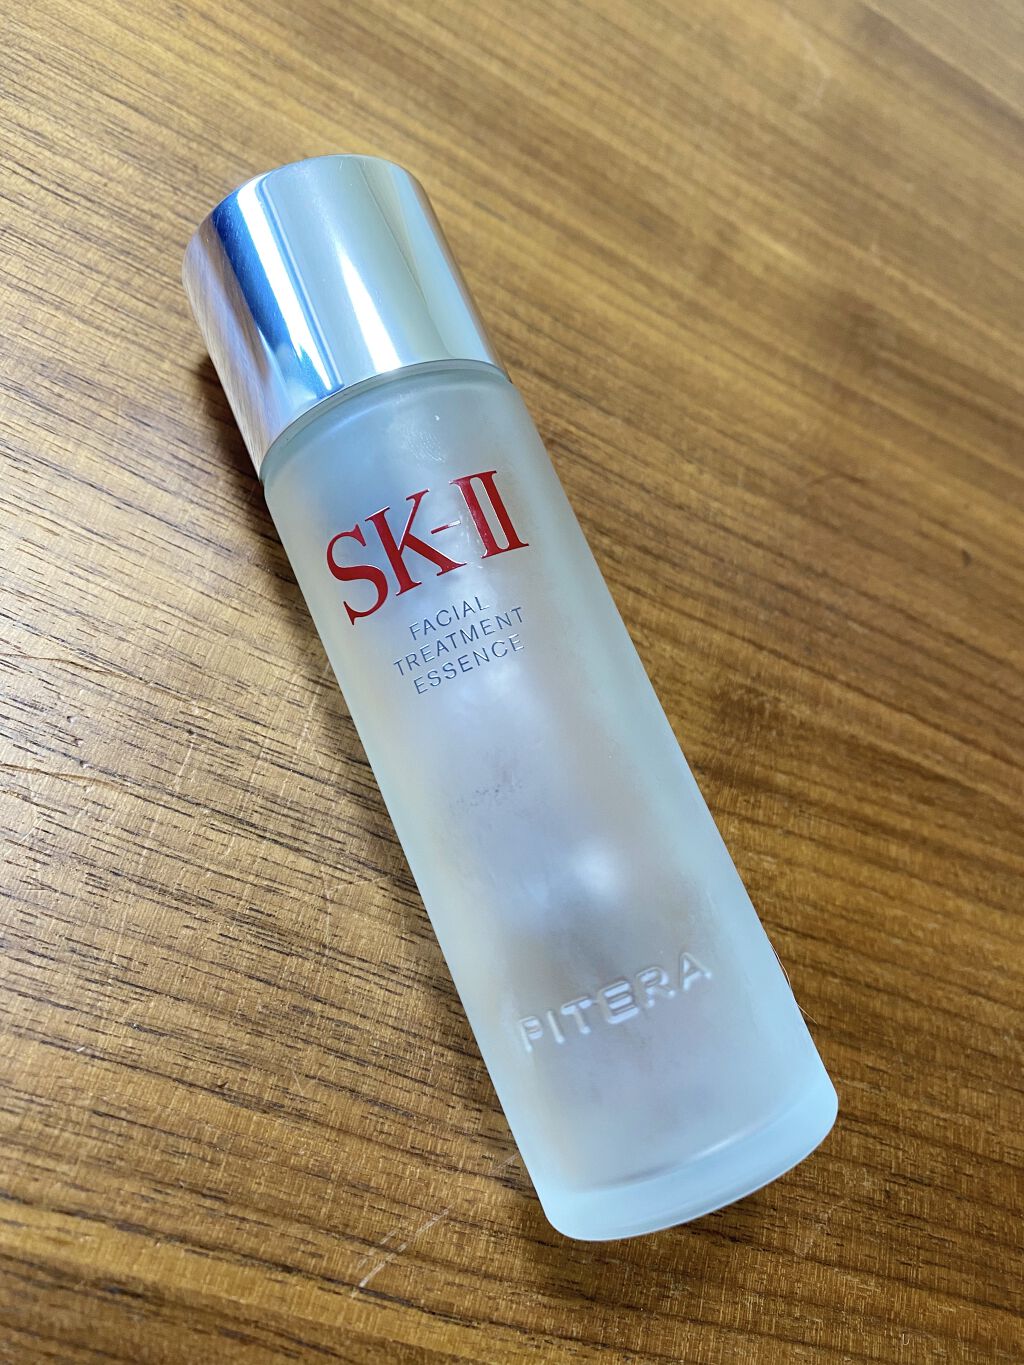 SK-II
FACIAL
TREATMENT
ESSENCE
PITERA